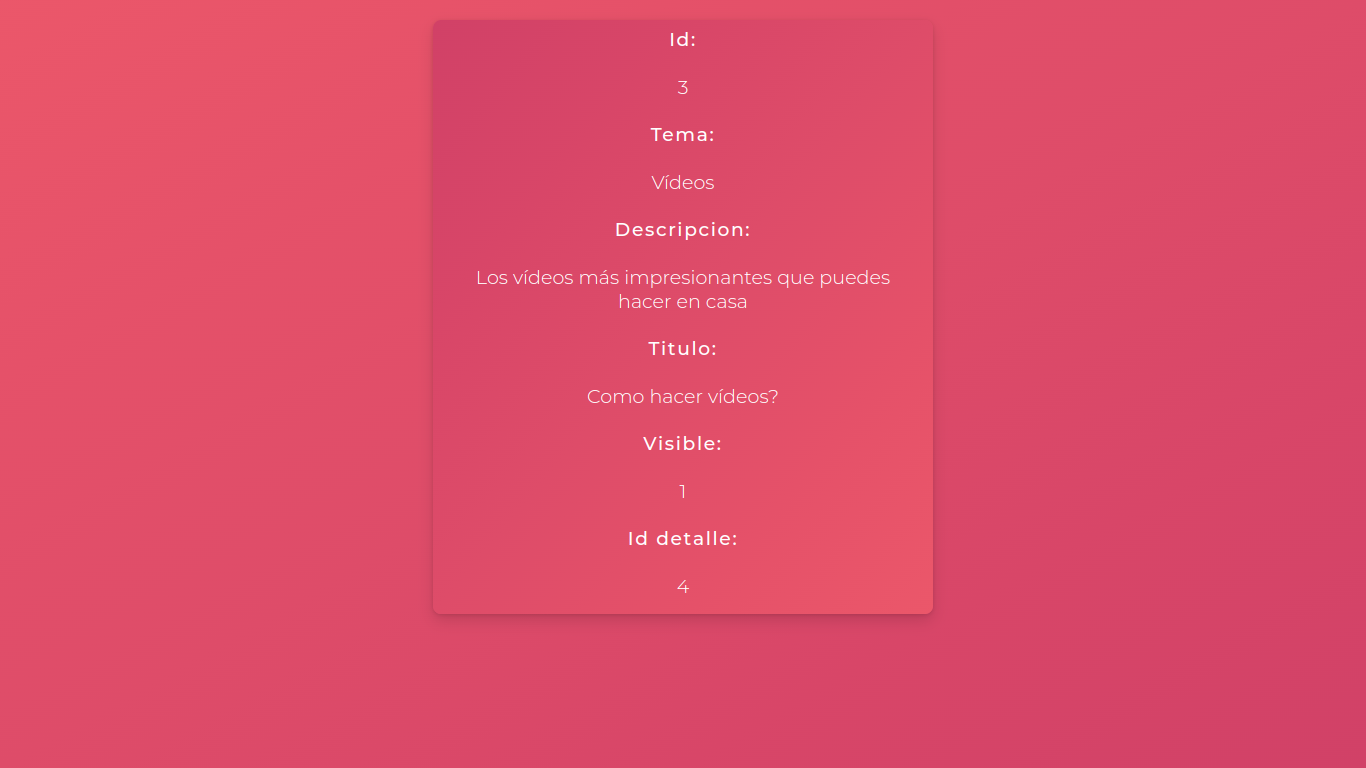 Id:
3
Tema:
Vídeos
Descripcion:
Los vídeos más impresionantes que puedes
hacer en casa
Titulo:
Como hacer vídeos?
Visible:
1
Id detalle:
4